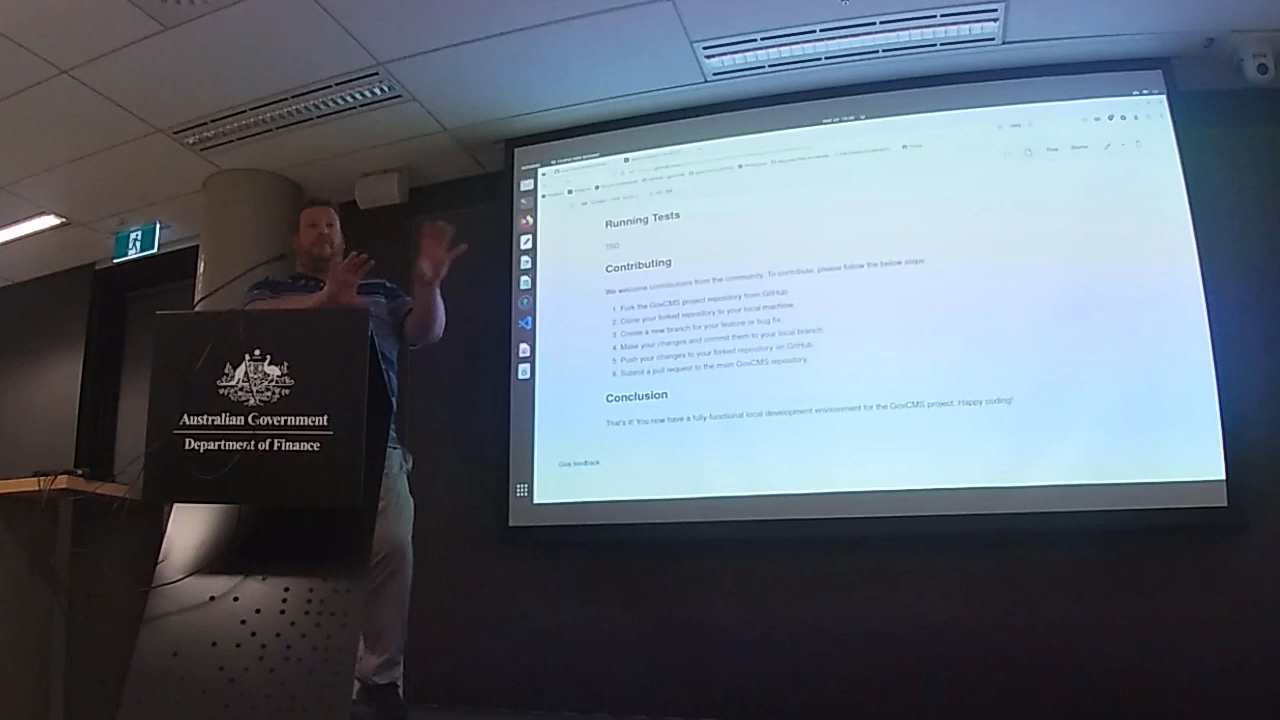 Running Tests
TBD
Contributing
We welcome contributions from the community. To contribute, please follow the below steps:
1. Fork the GovCMS project repository from GitHub.
2. Clone your forked repository to your local machine.
3. Create a new branch for your feature or bug fix.
4. Make your changes and commit them to your local branch.
5. Push your changes to your forked repository on GitHub.
6. Submit a pull request to the main GovCMS repository.
Conclusion
That's it! You now have a fully-functional local development environment for the GovCMS project. Happy coding!
Give feedback
Australian Government
Department of Finance